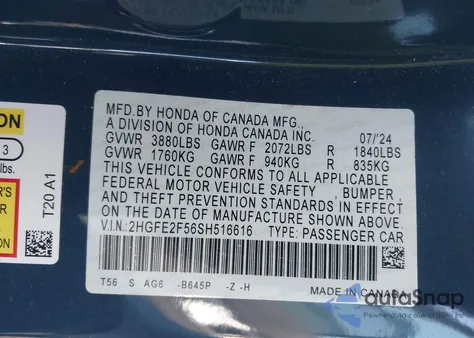 MFD.BY HONDA OF CANADA MFG.,
A DIVISION OF HONDA CANADA INC. 07/'24
GVWR 3880LBS GAWR F 2072LBS R 1840LBS
GVWR 1760KG GAWR F 940KG R 835KG
THIS VEHICLE CONFORMS TO ALL APPLICABLE
FEDERAL MOTOR VEHICLE SAFETY , BUMPER ,
AND THEFT PREVENTION STANDARDS IN EFFECT
ON THE DATE OF MANUFACTURE SHOWN ABOVE.
V.I.N.:2HGFE2F56SH516616 TYPE: PASSENGER CAR
T56 S AG6 -B645P -Z -H
MADE IN CANADA
ON
3
lbs.
T20 A1
autaSnap